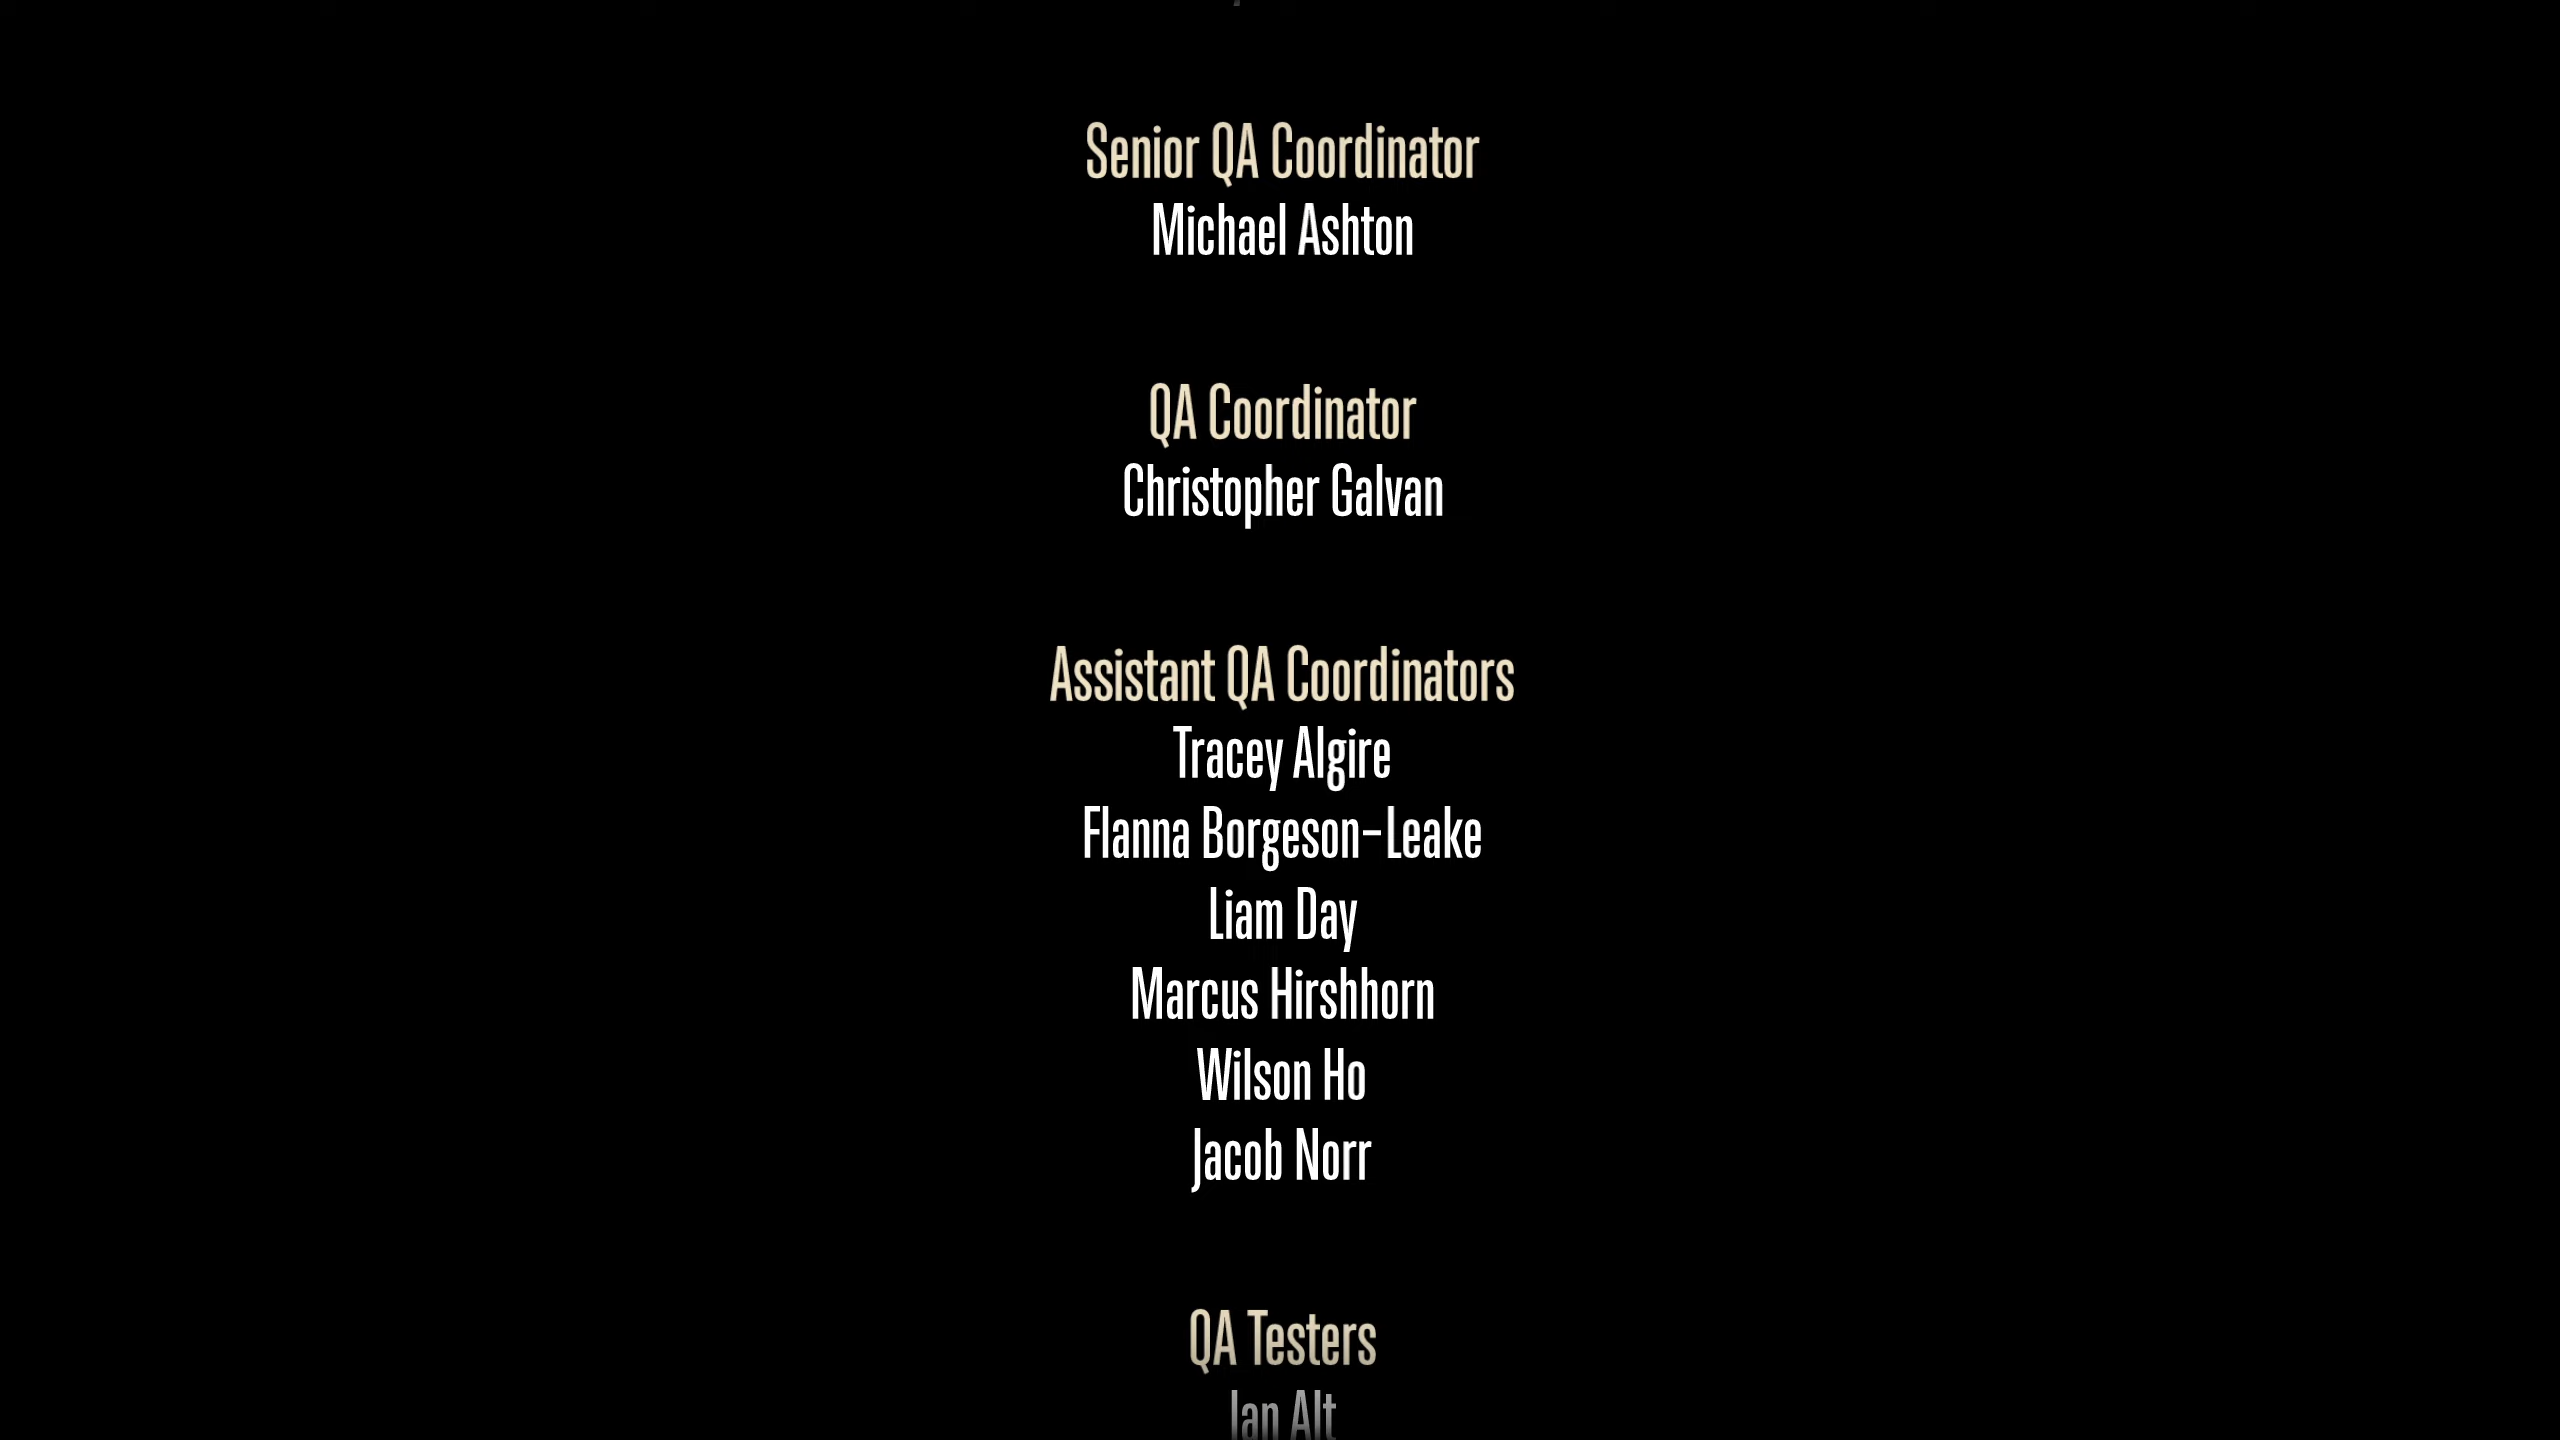 Senior QA Coordinator
Michael Ashton
QA Coordinator
Christopher Galvan
Assistant QA Coordinators
Tracey Algire
Flanna Borgeson-Leake
Liam Day
Marcus Hirshhorn
Wilson Ho
Jacob Norr
QA Testers
Ian Alt